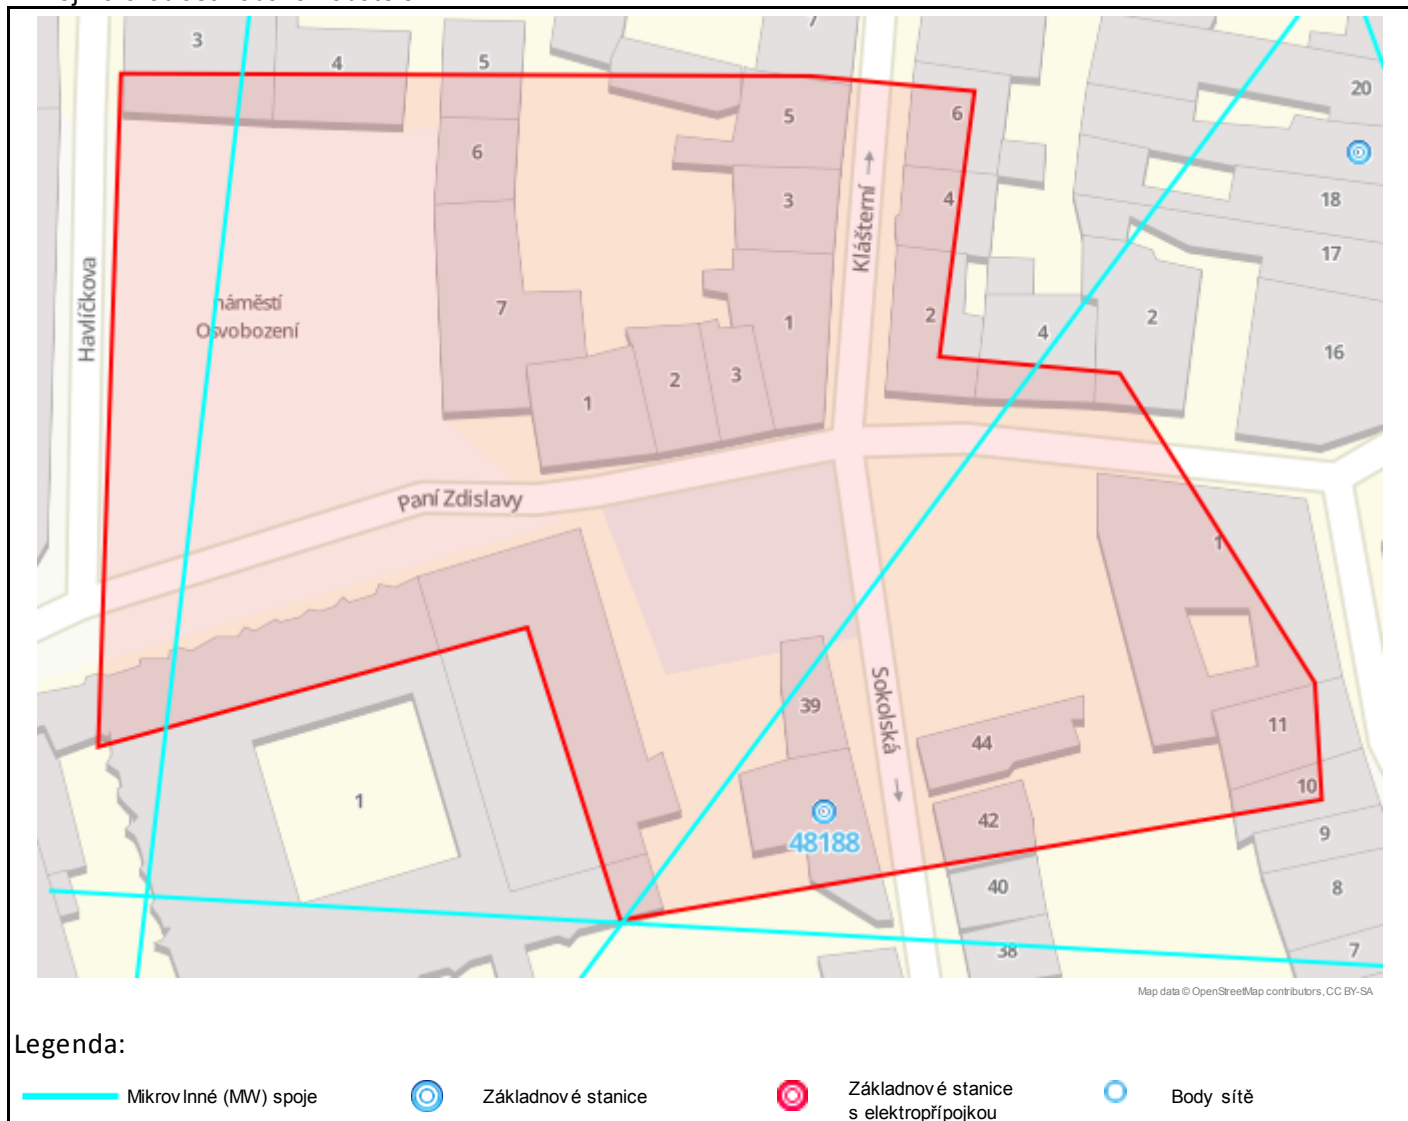 3
4
5
7
20
6
5
6
4
3
18
17
Klášterní
náměstí
Osvobození
Havlíčkova
7
1
2
4
2
16
1
2
3
Paní Zdislavy
1
39
Sokolská
44
11
10
1
48188
42
9
40
8
38
7
Map data © OpenStreetMap contributors, CC BY-SA
Legenda:
Mikrovlnné (MW) spoje
Základnové stanice
Základnové stanice
s elektropřípojkou
Body sítě